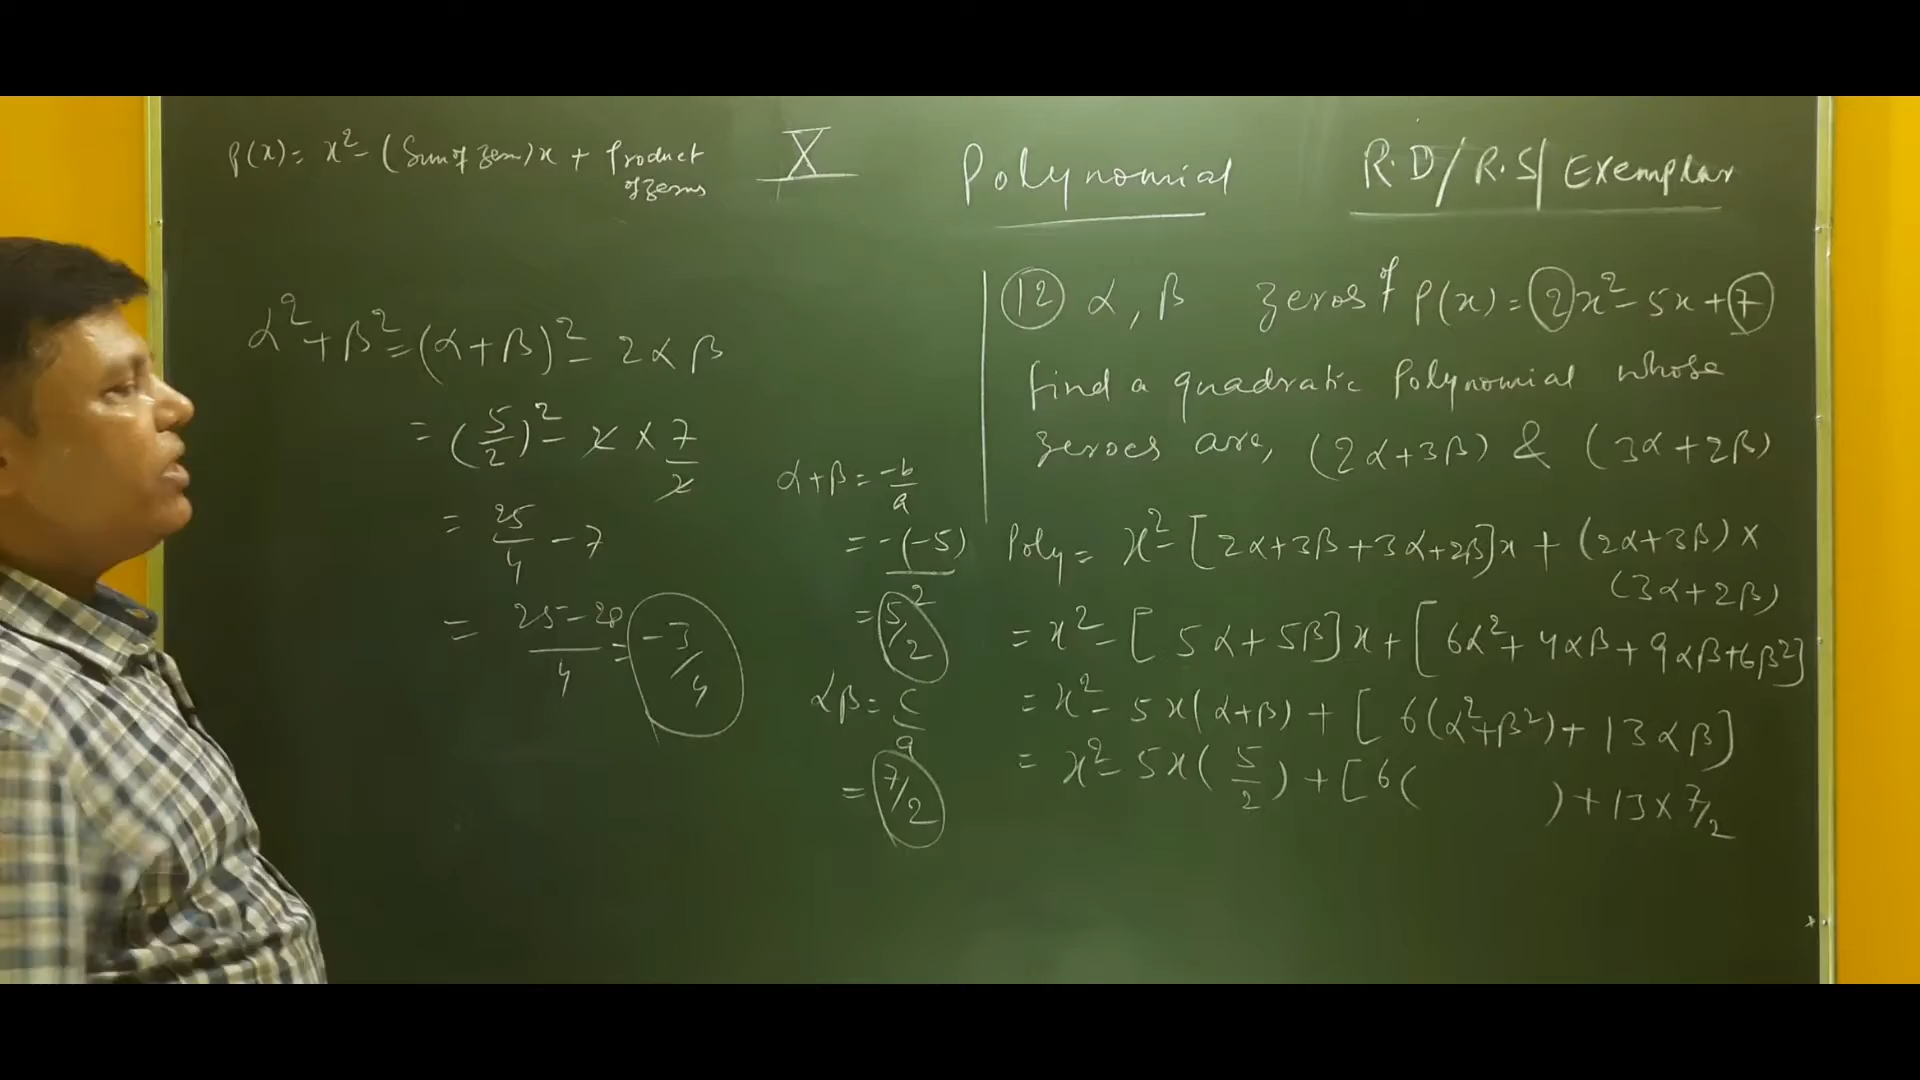 P(x) = x² - (Sum of zeros)x + Product of zeros
X
Polynomial
R.D/R.S/Exemplar
α² + β² = (α+β)² - 2αβ
= (5/2)² - 2 × 7/2
= 25/4 - 7
= 25-28/4 = -3/4
α+β = -b/a
= -(-5)/2
= 5/2
αβ = c/a
= 7/2
(12) α, β zeros of P(x) = 2x² - 5x + 7
find a quadratic Polynomial whose
zeroes are, (2α+3β) & (3α+2β)
Poly = x² - [2α+3β+3α+2β]x + (2α+3β) ×
(3α+2β)
= x² - [5α+5β]x + [6α² + 4αβ + 9αβ + 6β²]
= x² - 5x(α+β) + [6(α²+β²) + 13αβ]
= x² - 5x(5/2) + [6( ) + 13 × 7/2